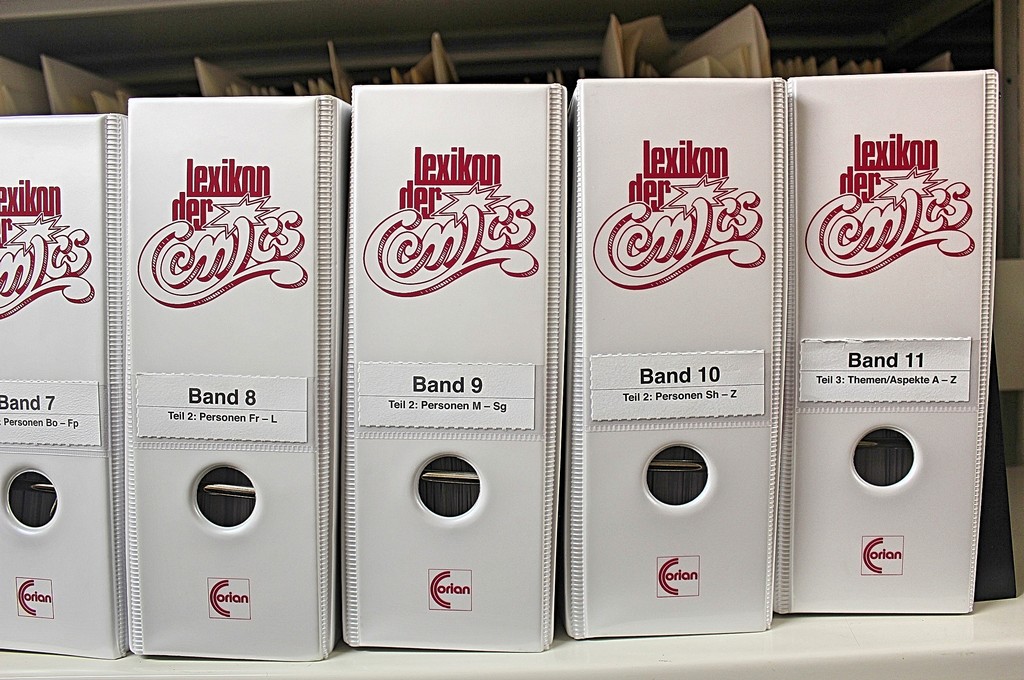 lexikon
der
Comics
Band 7
Personen Bo – Fp
Corian
lexikon
der
Comics
Band 8
Teil 2: Personen Fr – L
Corian
lexikon
der
Comics
Band 9
Teil 2: Personen M – Sg
Corian
lexikon
der
Comics
Band 10
Teil 2: Personen Sh – Z
Corian
lexikon
der
Comics
Band 11
Teil 3: Themen/Aspekte A – Z
Corian